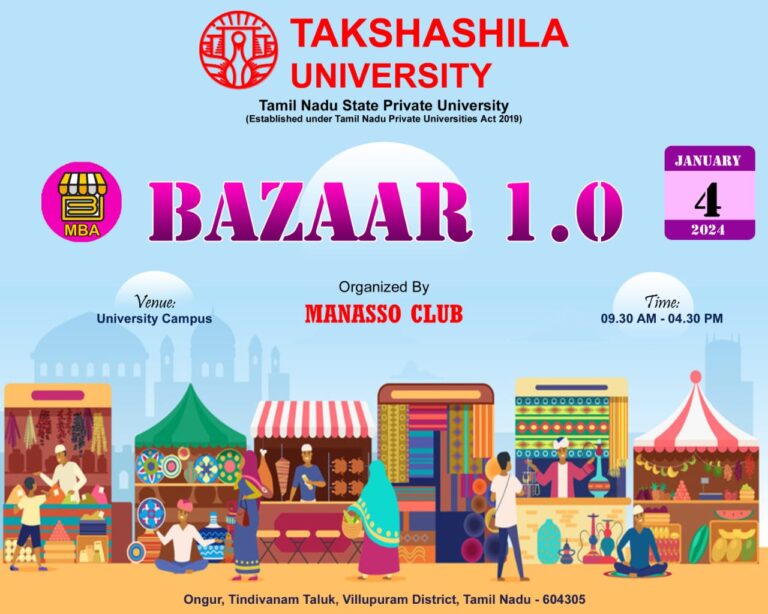 TAKSHASHILA
UNIVERSITY
Tamil Nadu State Private University
(Established under Tamil Nadu Private Universities Act 2019)
MBA
BAZAAR 1.0
JANUARY
4
2024
Venue:
University Campus
Organized By
MANASSO CLUB
Time:
09.30 AM - 04.30 PM
Ongur, Tindivanam Taluk, Villupuram District, Tamil Nadu - 604305